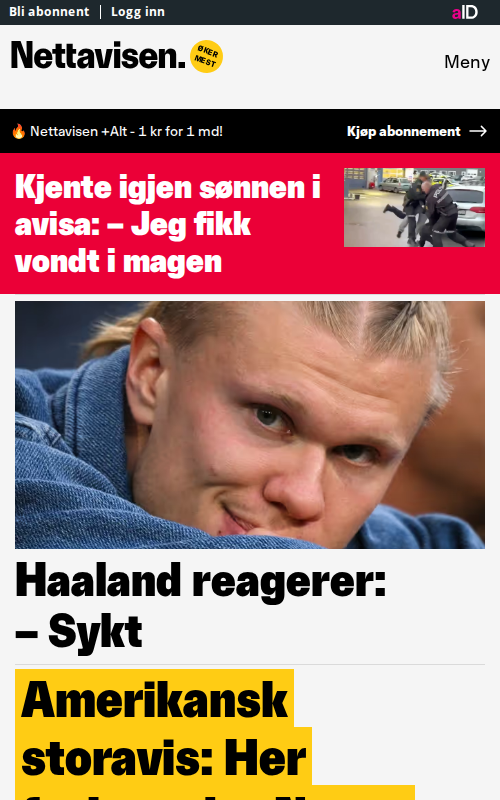 Bli abonnent
Logg inn
aID
Nettavisen.
ØKER
MEST
Meny
🔥 Nettavisen +Alt - 1 kr for 1 md!
Kjøp abonnement →
Kjente igjen sønnen i
avisa: – Jeg fikk
vondt i magen
Haaland reagerer:
– Sykt
Amerikansk
storavis: Her